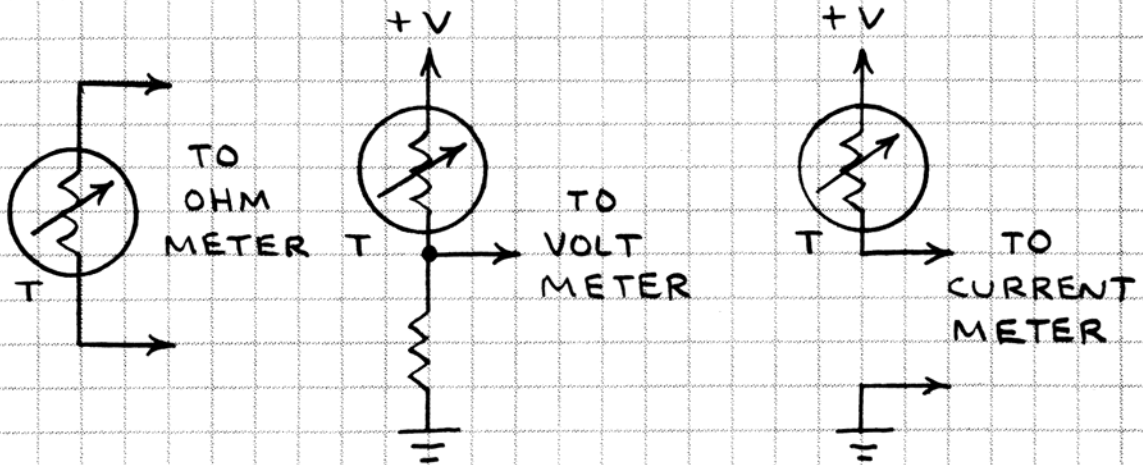 +V
+V
TO
OHM
METER
T
T
TO
VOLT
METER
T
TO
CURRENT
METER